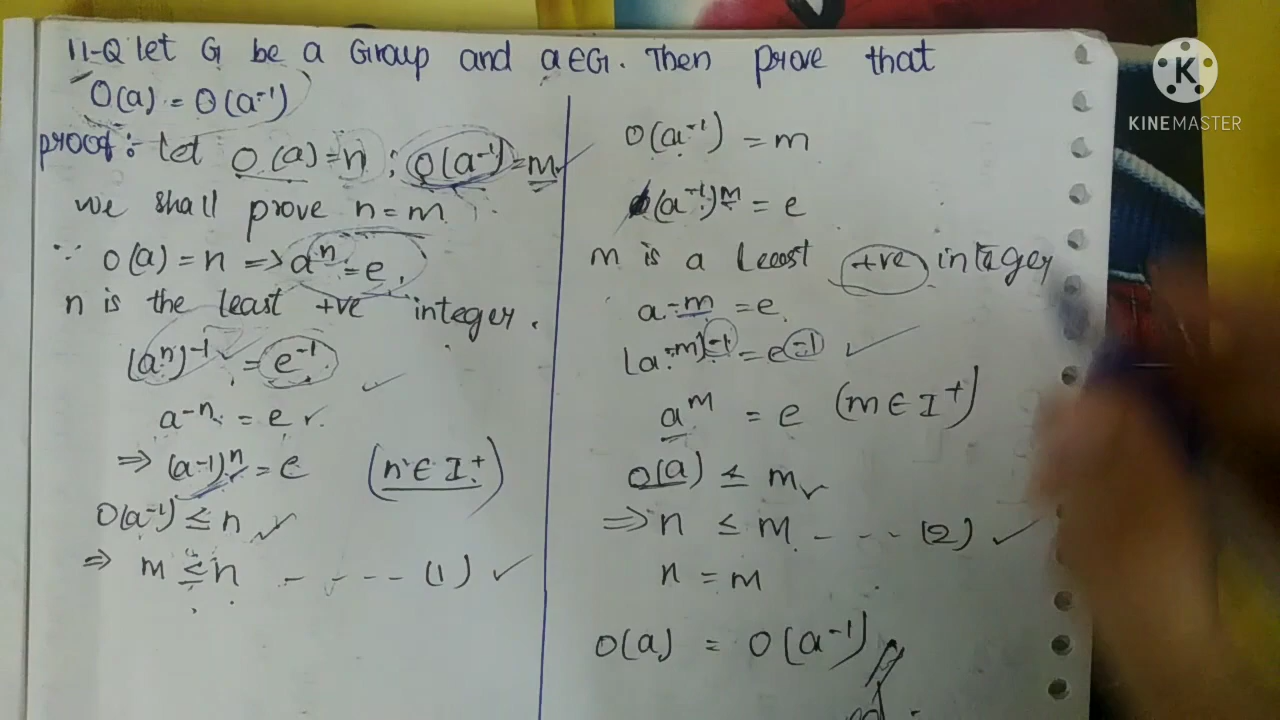 11-Q let G be a Group and a∈G. Then prove that
O(a) = O(a⁻¹)
proof:- let O(a)=n ; O(a⁻¹)=m
we shall prove n=m
∵ O(a)=n ⟹ aⁿ=e,
n is the least +ve integer.
(aⁿ)⁻¹ = e⁻¹
a⁻ⁿ = e
⟹ (a⁻¹)ⁿ = e (n∈I⁺)
O(a⁻¹) ≤ n ✓
⟹ m ≤ n - - - - - (1) ✓
O(a⁻¹) = m
(a⁻¹)ᵐ = e
m is a least +ve integer
a⁻ᵐ = e
(a⁻ᵐ)⁻¹ = e⁻¹ ✓
aᵐ = e (m∈I⁺)
O(a) ≤ m
⟹ n ≤ m - - - - (2) ✓
n = m
O(a) = O(a⁻¹)
K
KINEMASTER